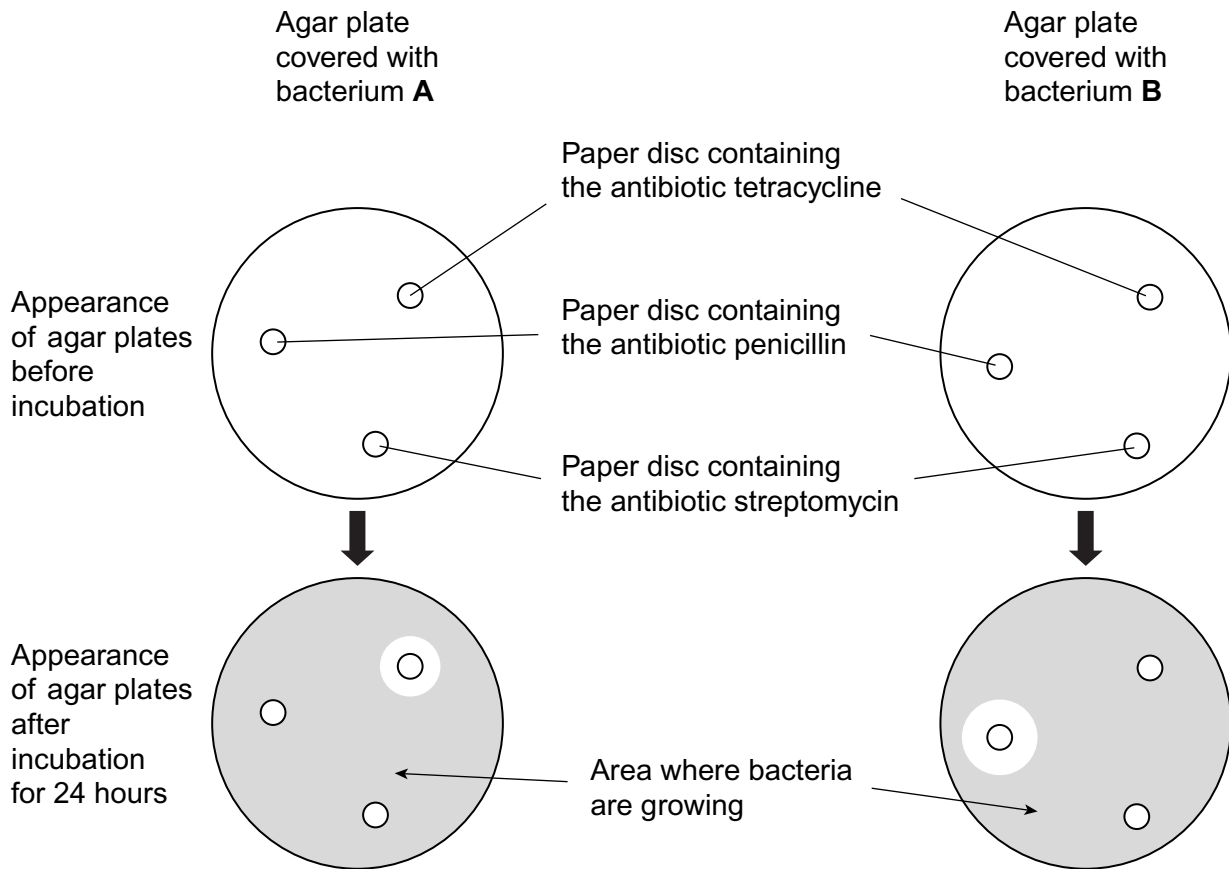 Agar plate
covered with
bacterium A
Agar plate
covered with
bacterium B
Paper disc containing
the antibiotic tetracycline
Appearance
of agar plates
before
incubation
Paper disc containing
the antibiotic penicillin
Paper disc containing
the antibiotic streptomycin
Appearance
of agar plates
after
incubation
for 24 hours
Area where bacteria
are growing